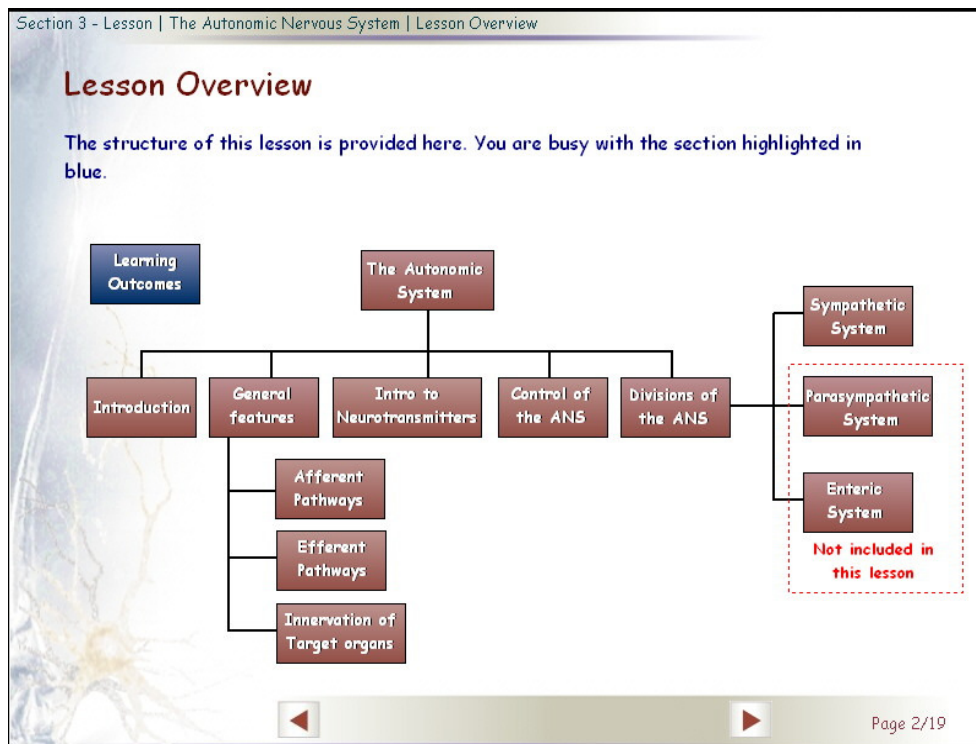 Section 3 - Lesson | The Autonomic Nervous System | Lesson Overview
Lesson Overview
The structure of this lesson is provided here. You are busy with the section highlighted in
blue.
Learning
Outcomes
The Autonomic
System
Introduction
General
features
Intro to
Neurotransmitters
Control of
the ANS
Divisions of
the ANS
Sympathetic
System
Parasympathetic
System
Enteric
System
Not included in
this lesson
Afferent
Pathways
Efferent
Pathways
Innervation of
Target organs
Page 2/19